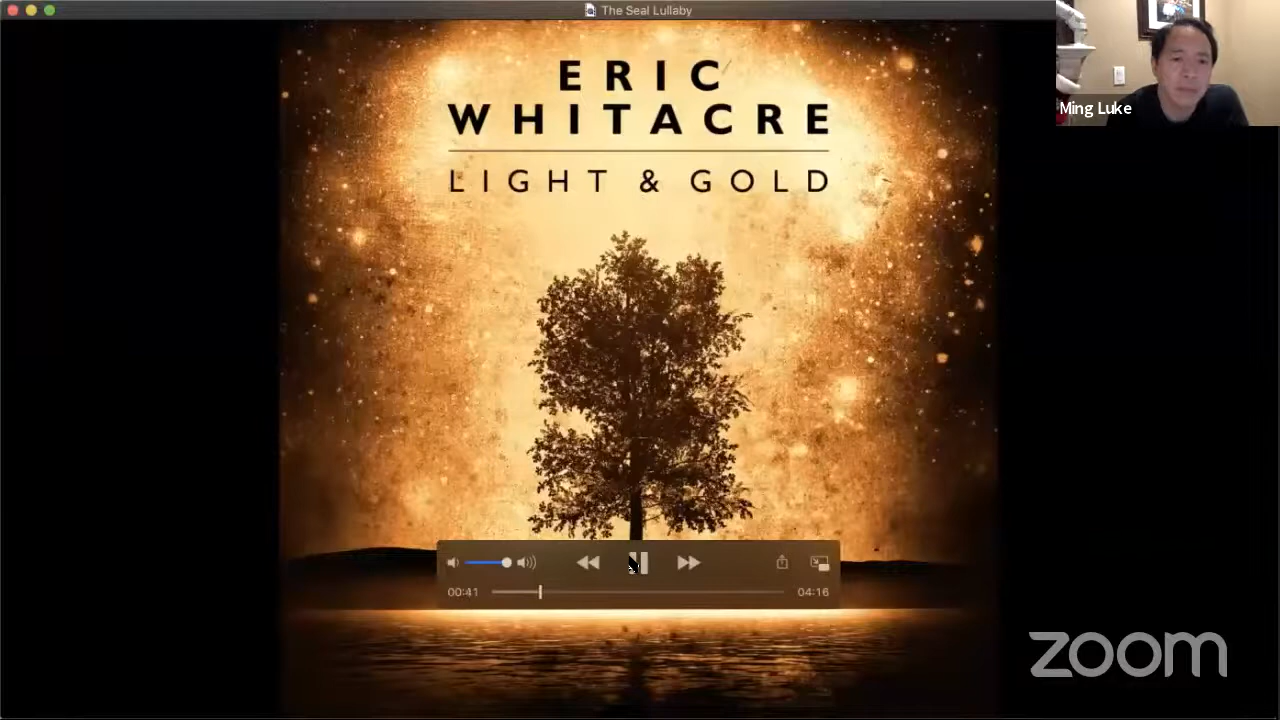 The Seal Lullaby
ERIC
WHITACRE
LIGHT & GOLD
Ming Luke
00:41
04:16
zoom